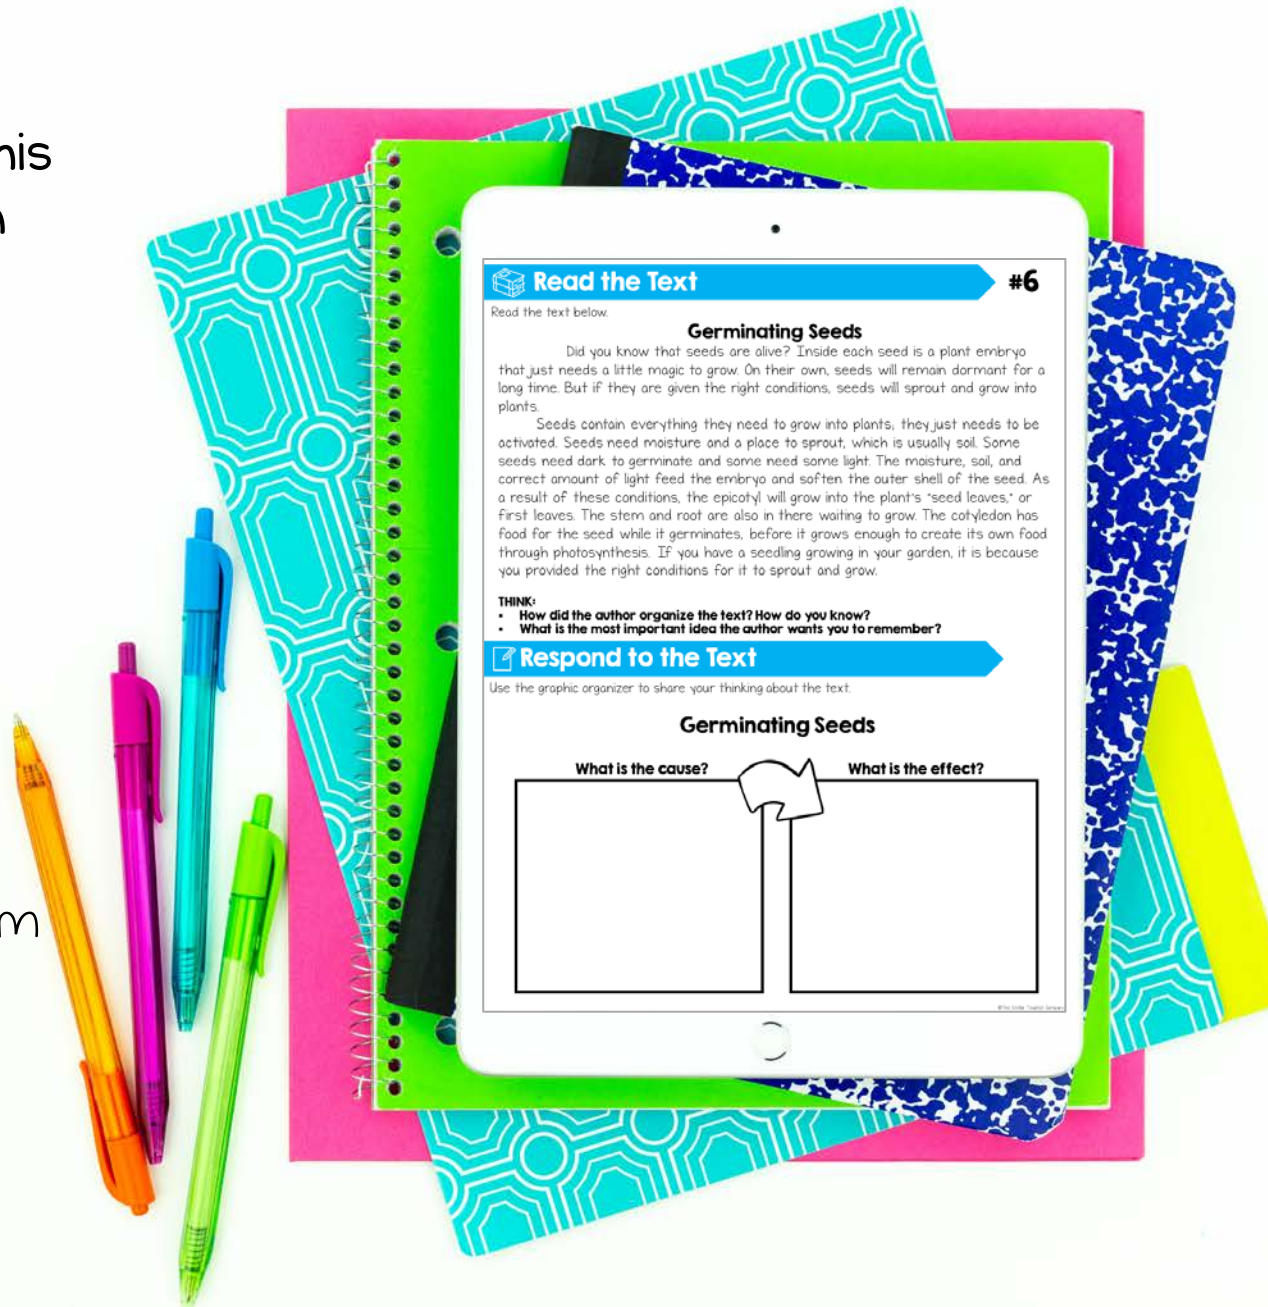 his
n
m
Read the Text
#6
Read the text below.
Germinating Seeds
Did you know that seeds are alive? Inside each seed is a plant embryo
that just needs a little magic to grow. On their own, seeds will remain dormant for a
long time. But if they are given the right conditions, seeds will sprout and grow into
plants.
Seeds contain everything they need to grow into plants; they just needs to be
activated. Seeds need moisture and a place to sprout, which is usually soil. Some
seeds need dark to germinate and some need some light. The moisture, soil, and
correct amount of light feed the embryo and soften the outer shell of the seed. As
a result of these conditions, the epicotyl will grow into the plant's "seed leaves," or
first leaves. The stem and root are also in there waiting to grow. The cotyledon has
food for the seed while it germinates, before it grows enough to create its own food
through photosynthesis. If you have a seedling growing in your garden, it is because
you provided the right conditions for it to sprout and grow.
THINK:
• How did the author organize the text? How do you know?
• What is the most important idea the author wants you to remember?
Respond to the Text
Use the graphic organizer to share your thinking about the text.
Germinating Seeds
What is the cause?
What is the effect?